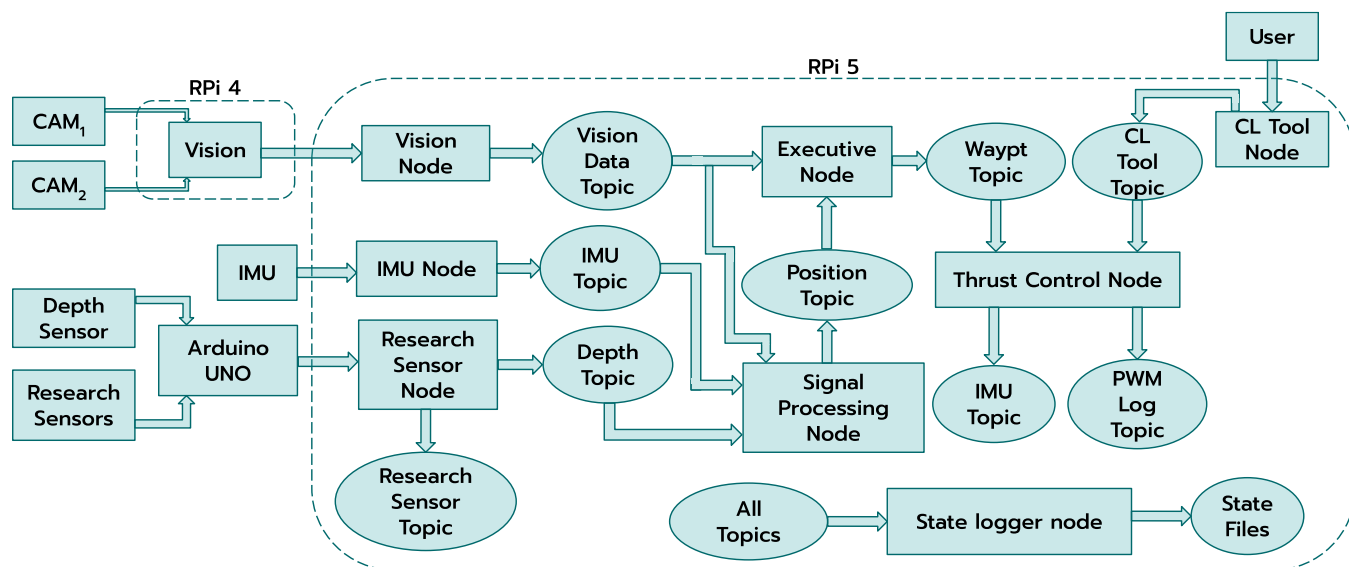 User
RPi 5
RPi 4
CAM1
CAM2
Vision
Vision
Node
Vision
Data
Topic
Executive
Node
Waypt
Topic
CL
Tool
Topic
CL Tool
Node
IMU
IMU Node
IMU
Topic
Position
Topic
Thrust Control Node
Depth
Sensor
Research
Sensors
Arduino
UNO
Research
Sensor
Node
Depth
Topic
Signal
Processing
Node
IMU
Topic
PWM
Log
Topic
Research
Sensor
Topic
All
Topics
State logger node
State
Files